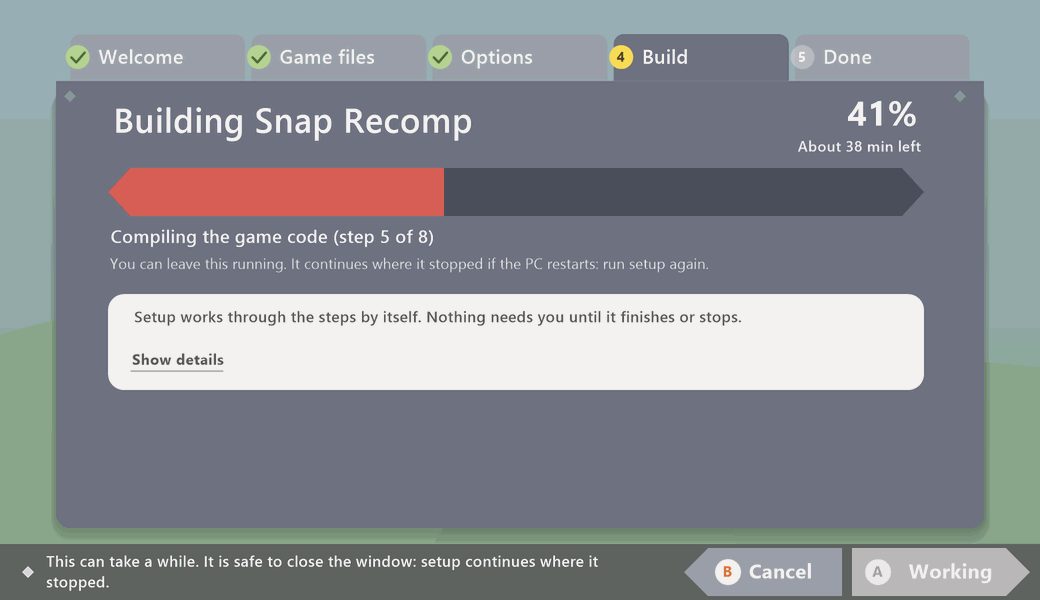 Welcome
Game files
Options
4 Build
5 Done
Building Snap Recomp
41%
About 38 min left
Compiling the game code (step 5 of 8)
You can leave this running. It continues where it stopped if the PC restarts: run setup again.
Setup works through the steps by itself. Nothing needs you until it finishes or stops.
Show details
This can take a while. It is safe to close the window: setup continues where it
stopped.
B Cancel
A Working